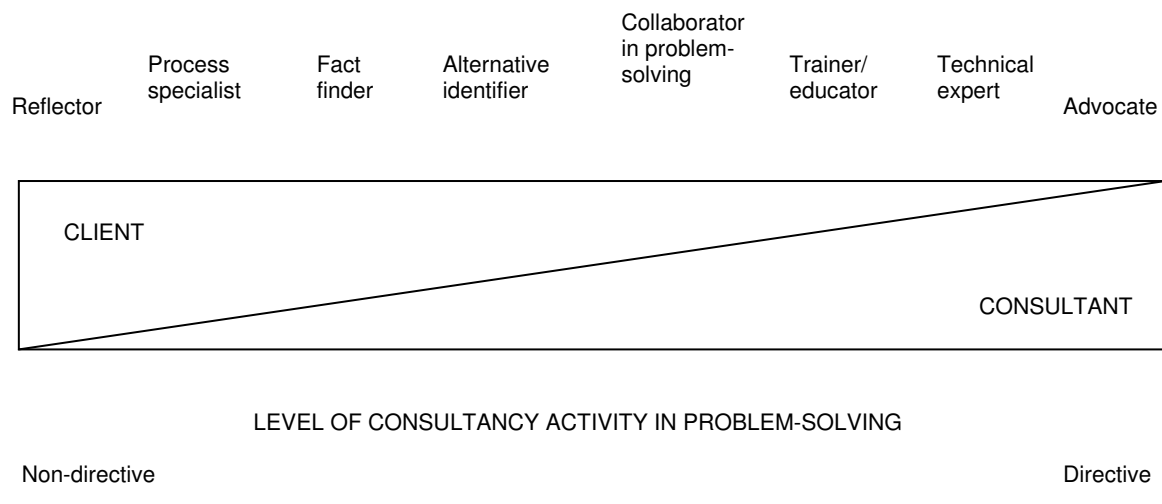 Reflector
Process
specialist
Fact
finder
Alternative
identifier
Collaborator
in problem-
solving
Trainer/
educator
Technical
expert
Advocate
CLIENT
CONSULTANT
LEVEL OF CONSULTANCY ACTIVITY IN PROBLEM-SOLVING
Non-directive
Directive